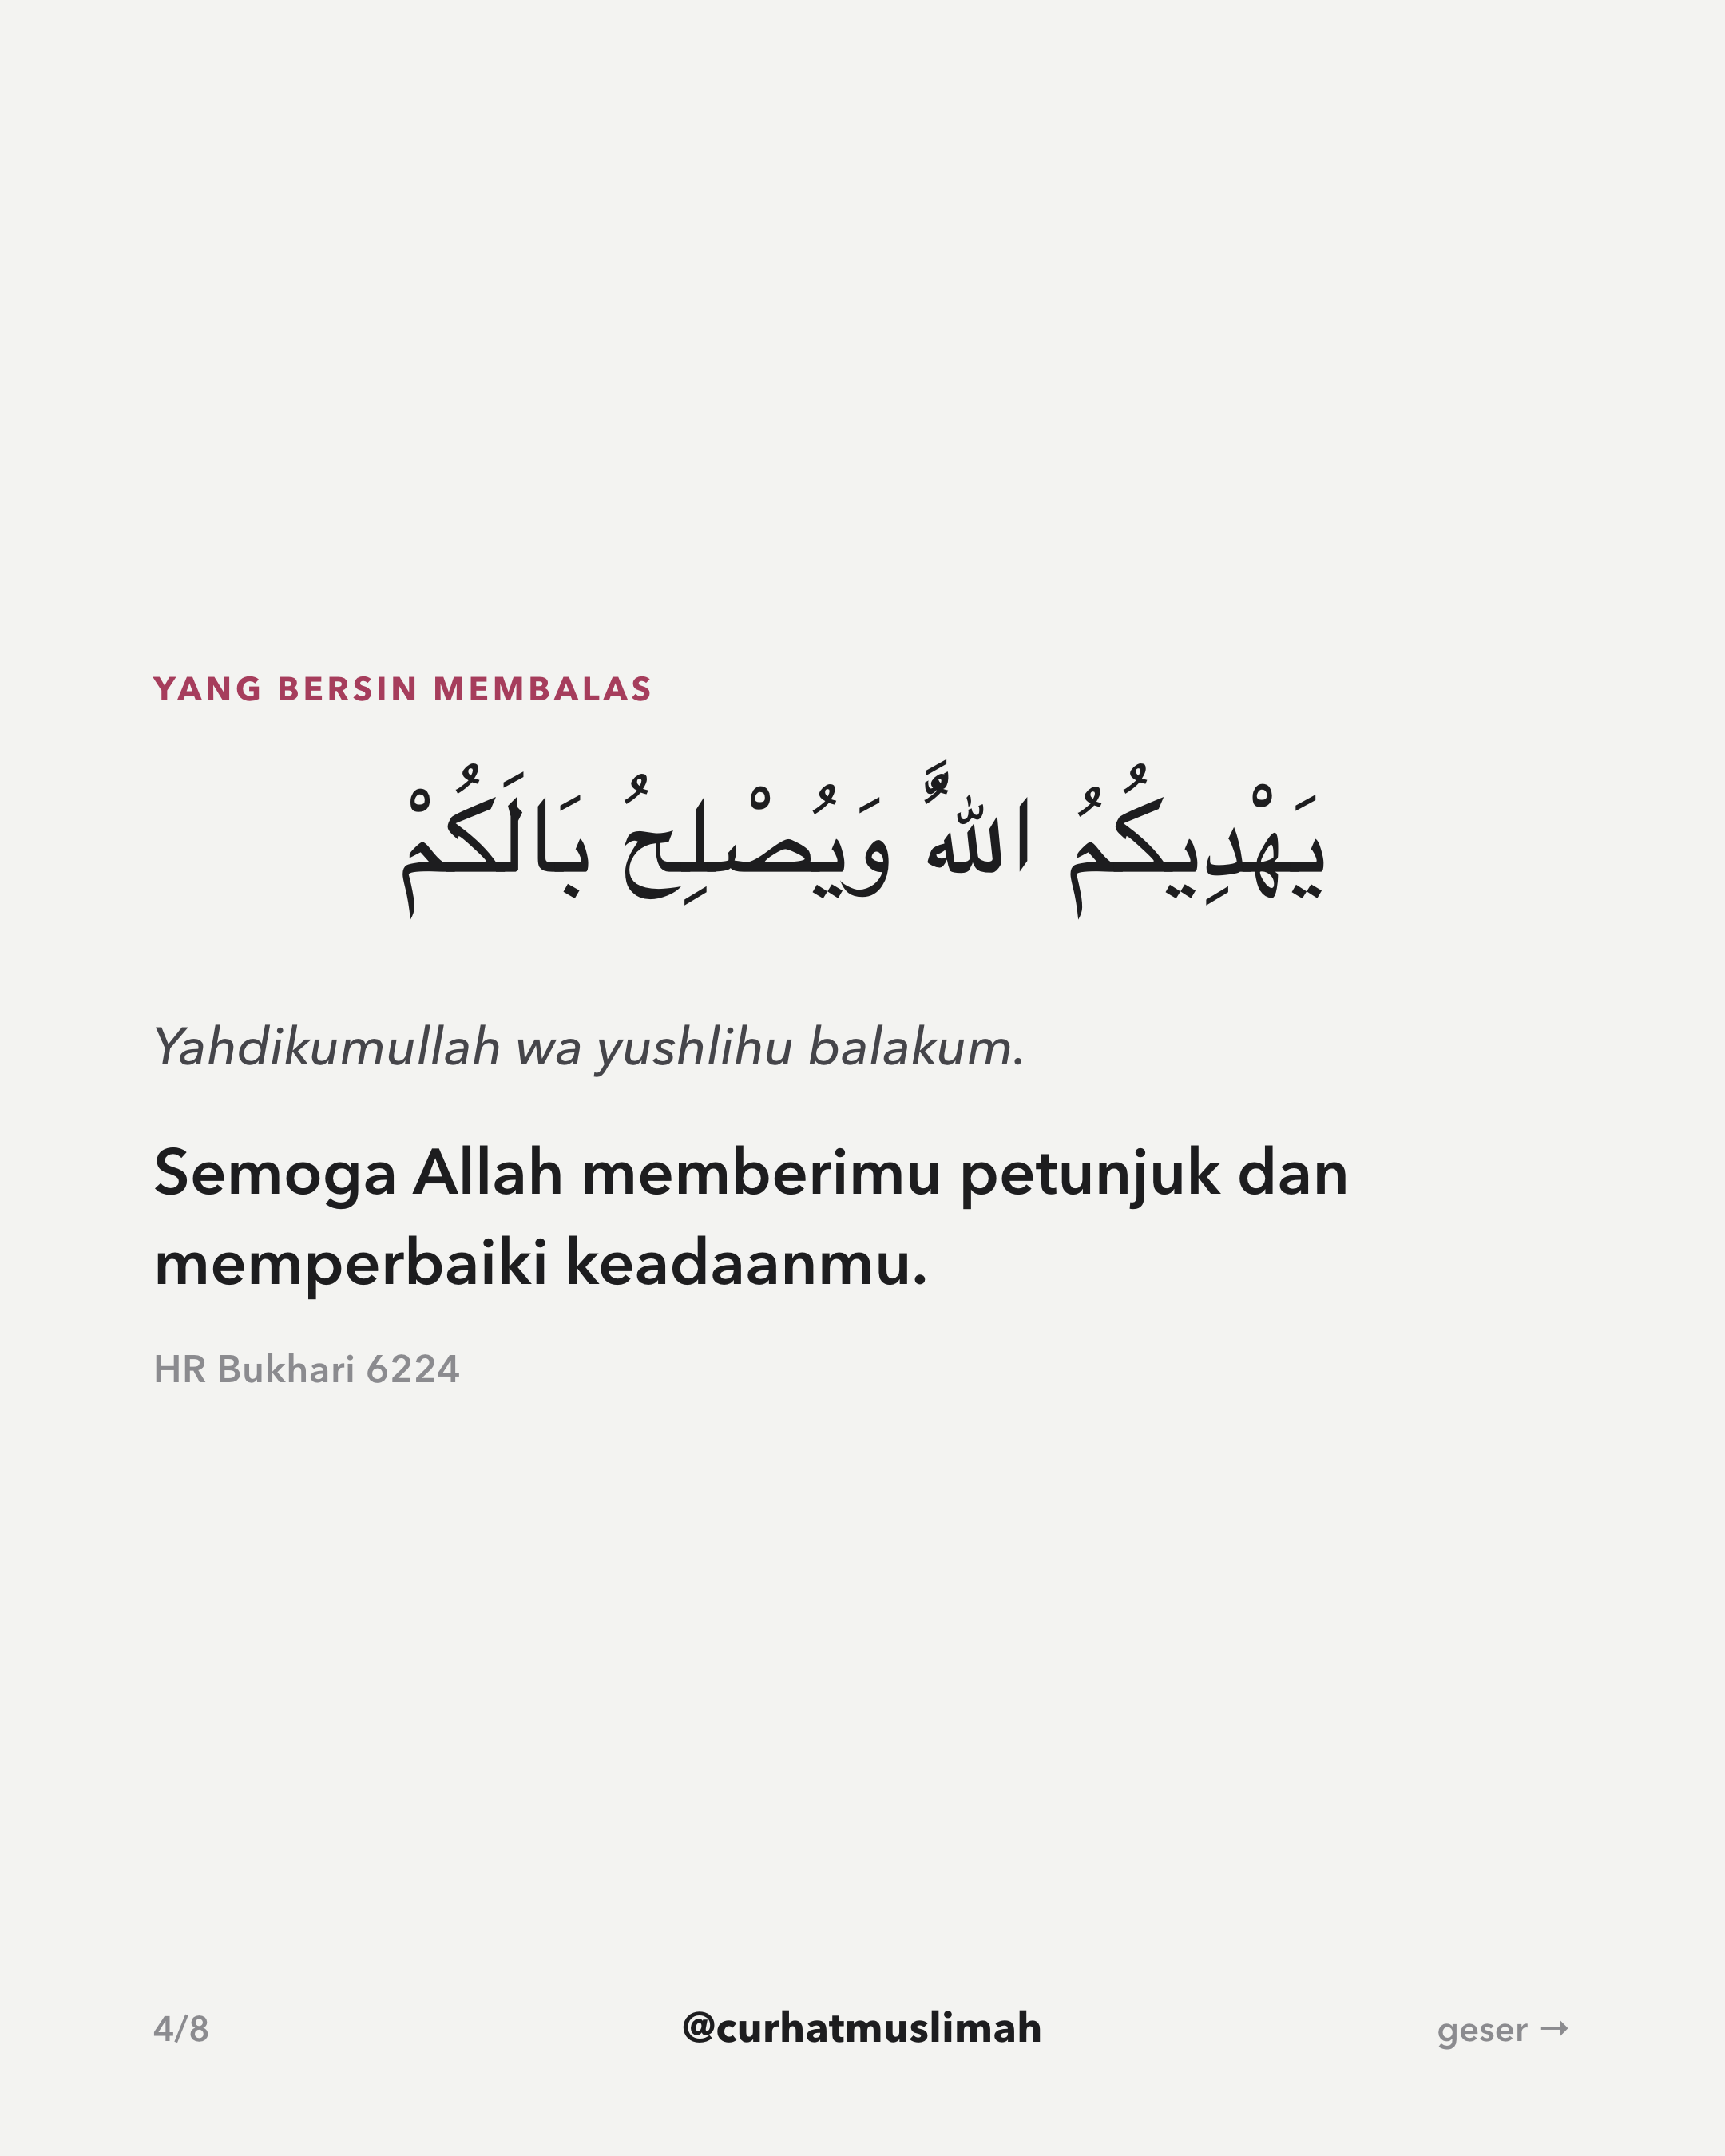 YANG BERSIN MEMBALAS
يَهْدِيكُمُ اللَّهُ وَيُصْلِحُ بَالَكُمْ
Yahdikumullah wa yushlihu balakum.
Semoga Allah memberimu petunjuk dan
memperbaiki keadaanmu.
HR Bukhari 6224
4/8
@curhatmuslimah
geser →